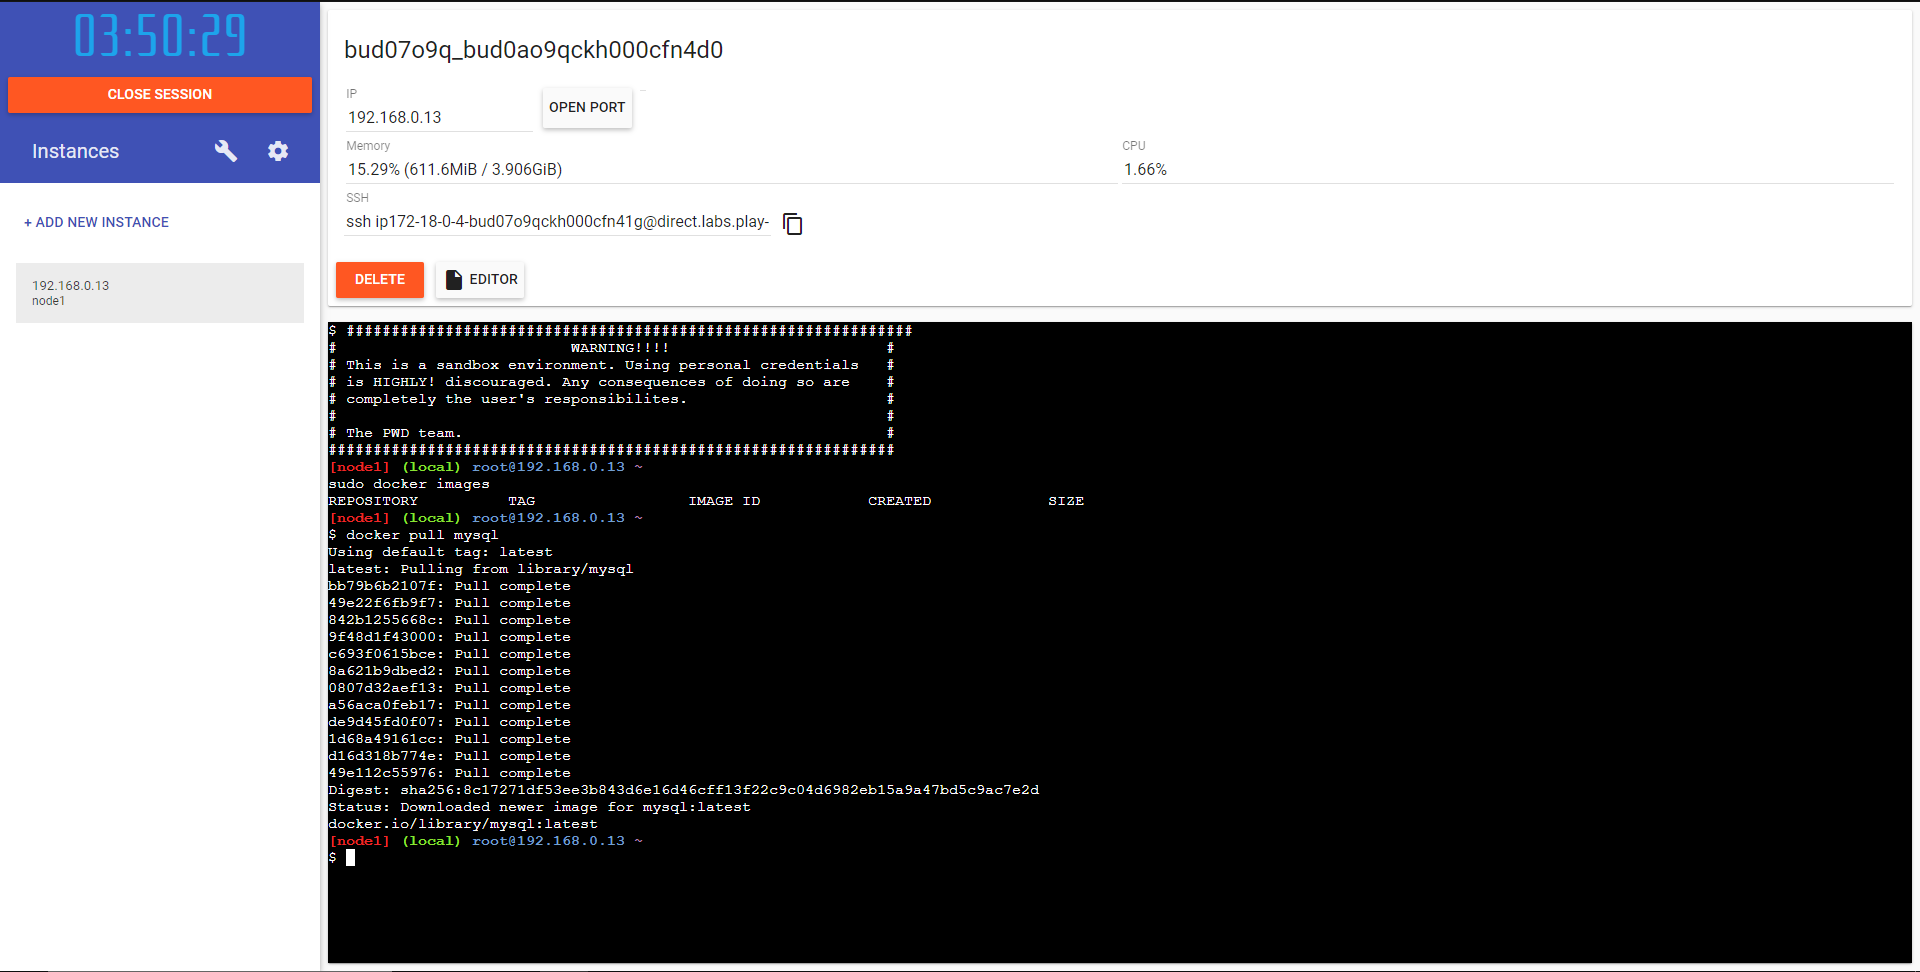 03:50:29
CLOSE SESSION
Instances
+ ADD NEW INSTANCE
192.168.0.13
node1
bud07o9q_bud0ao9qckh000cfn4d0
IP
192.168.0.13
OPEN PORT
Memory
15.29% (611.6MiB / 3.906GiB)
CPU
1.66%
SSH
ssh ip172-18-0-4-bud07o9qckh000cfn41g@direct.labs.play-
DELETE
EDITOR
$ ###############################################################
# WARNING!!!! #
# This is a sandbox environment. Using personal credentials #
# is HIGHLY! discouraged. Any consequences of doing so are #
# completely the user's responsibilites. #
# #
# The PWD team. #
###############################################################
[node1] (local) root@192.168.0.13 ~
sudo docker images
REPOSITORY TAG IMAGE ID CREATED SIZE
[node1] (local) root@192.168.0.13 ~
$ docker pull mysql
Using default tag: latest
latest: Pulling from library/mysql
bb79b6b2107f: Pull complete
49e22f6fb9f7: Pull complete
842b1255668c: Pull complete
9f48d1f43000: Pull complete
c693f0615bce: Pull complete
8a621b9dbed2: Pull complete
0807d32aef13: Pull complete
a56aca0feb17: Pull complete
de9d45fd0f07: Pull complete
1d68a49161cc: Pull complete
d16d318b774e: Pull complete
49e112c55976: Pull complete
Digest: sha256:8c17271df53ee3b843d6e16d46cff13f22c9c04d6982eb15a9a47bd5c9ac7e2d
Status: Downloaded newer image for mysql:latest
docker.io/library/mysql:latest
[node1] (local) root@192.168.0.13 ~
$